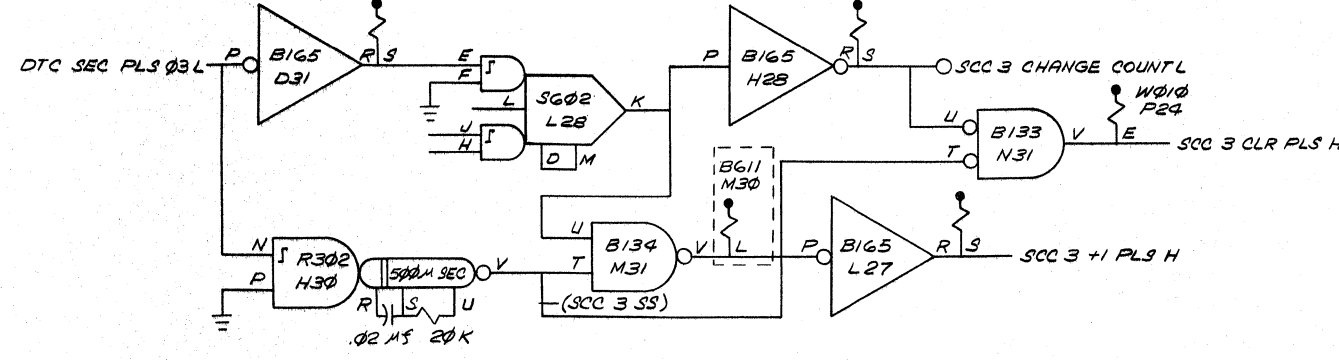 DTC SEC PLS Ø3 L
P
B165
D31
R
S
E
F
L
J
H
S6Ø2
L28
D
M
K
P
B165
H28
R
S
SCC 3 CHANGE COUNT L
WØ1Ø
P24
U
T
B133
N31
V
E
SCC 3 CLR PLS H
B611
M3Ø
N
P
R3Ø2
H3Ø
5ØØM SEC
V
R
S
U
.Ø2 Mf
2Ø K
(SCC 3 SS)
U
T
B134
M31
V
L
P
B165
L27
R
S
SCC 3 +1 PLS H